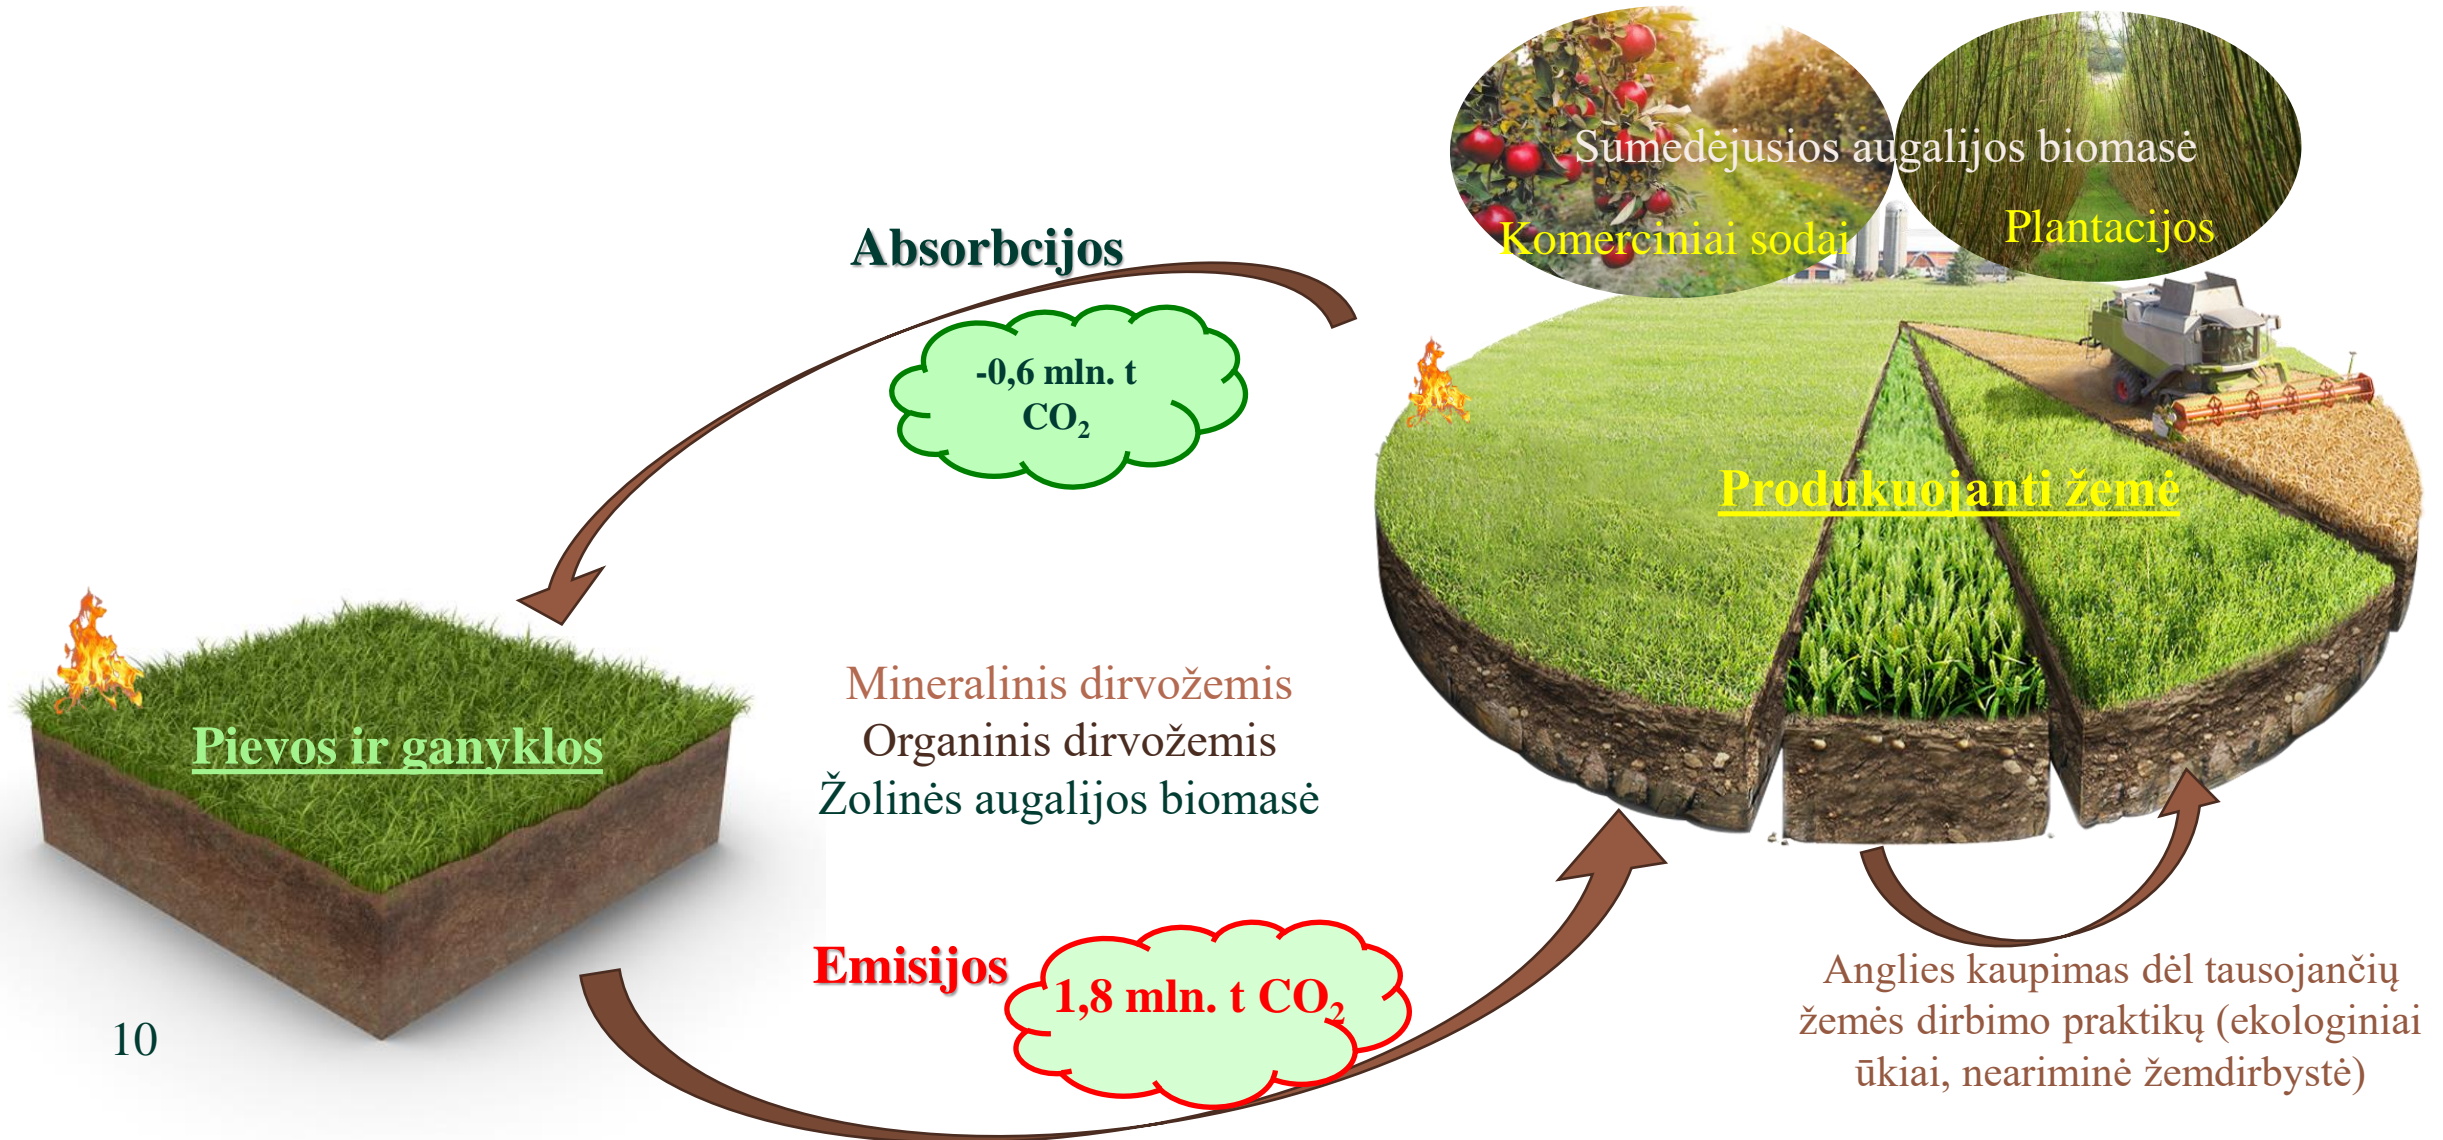 Sumedėjusios augalijos biomasė
Komerciniai sodai
Plantacijos
Absorbcijos
-0,6 mln. t
CO₂
Produkuojanti žemė
Pievos ir ganyklos
Mineralinis dirvožemis
Organinis dirvožemis
Žolinės augalijos biomasė
Emisijos
1,8 mln. t CO₂
Anglies kaupimas dėl tausojančių
žemės dirbimo praktikų (ekologiniai
ūkiai, neariminė žemdirbystė)
10